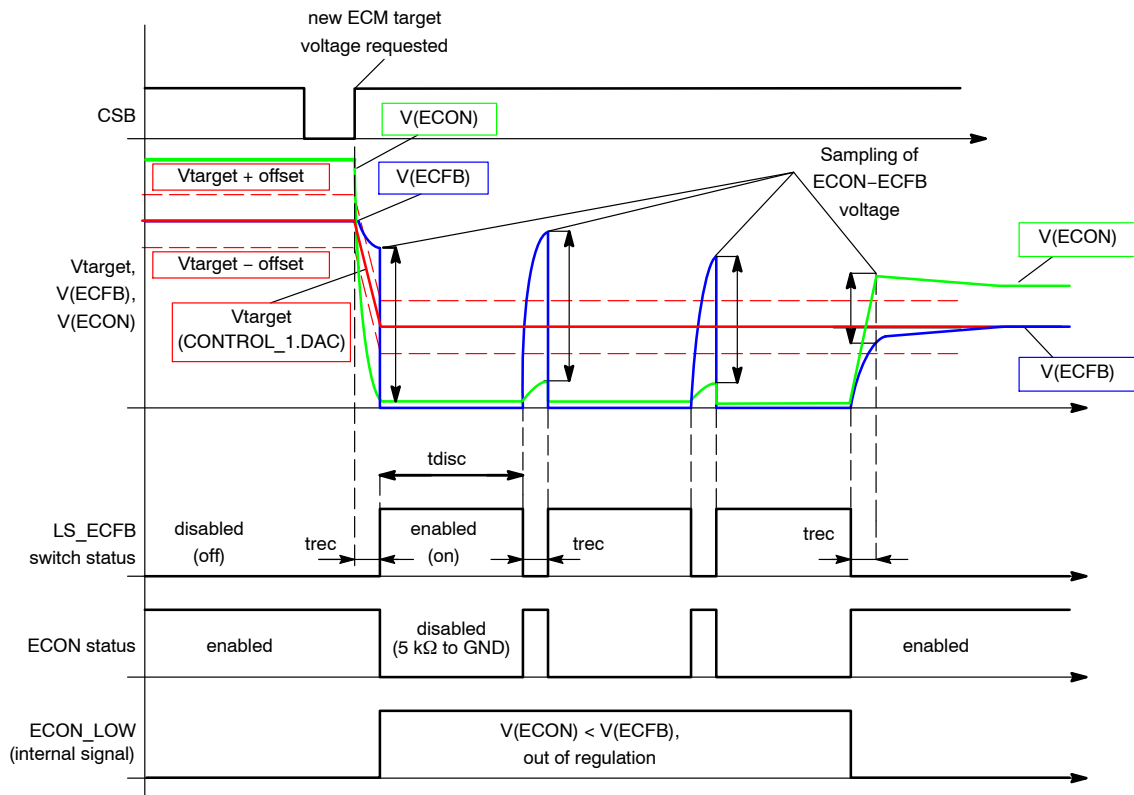 new ECM target
voltage requested
CSB
V(ECON)
Vtarget + offset
V(ECFB)
Sampling of
ECON−ECFB
voltage
V(ECON)
Vtarget − offset
Vtarget,
V(ECFB),
V(ECON)
Vtarget
(CONTROL_1.DAC)
V(ECFB)
tdisc
LS_ECFB
switch status
disabled
(off)
trec
enabled
(on)
trec
trec
ECON status
enabled
disabled
(5 kΩ to GND)
enabled
ECON_LOW
(internal signal)
V(ECON) < V(ECFB),
out of regulation